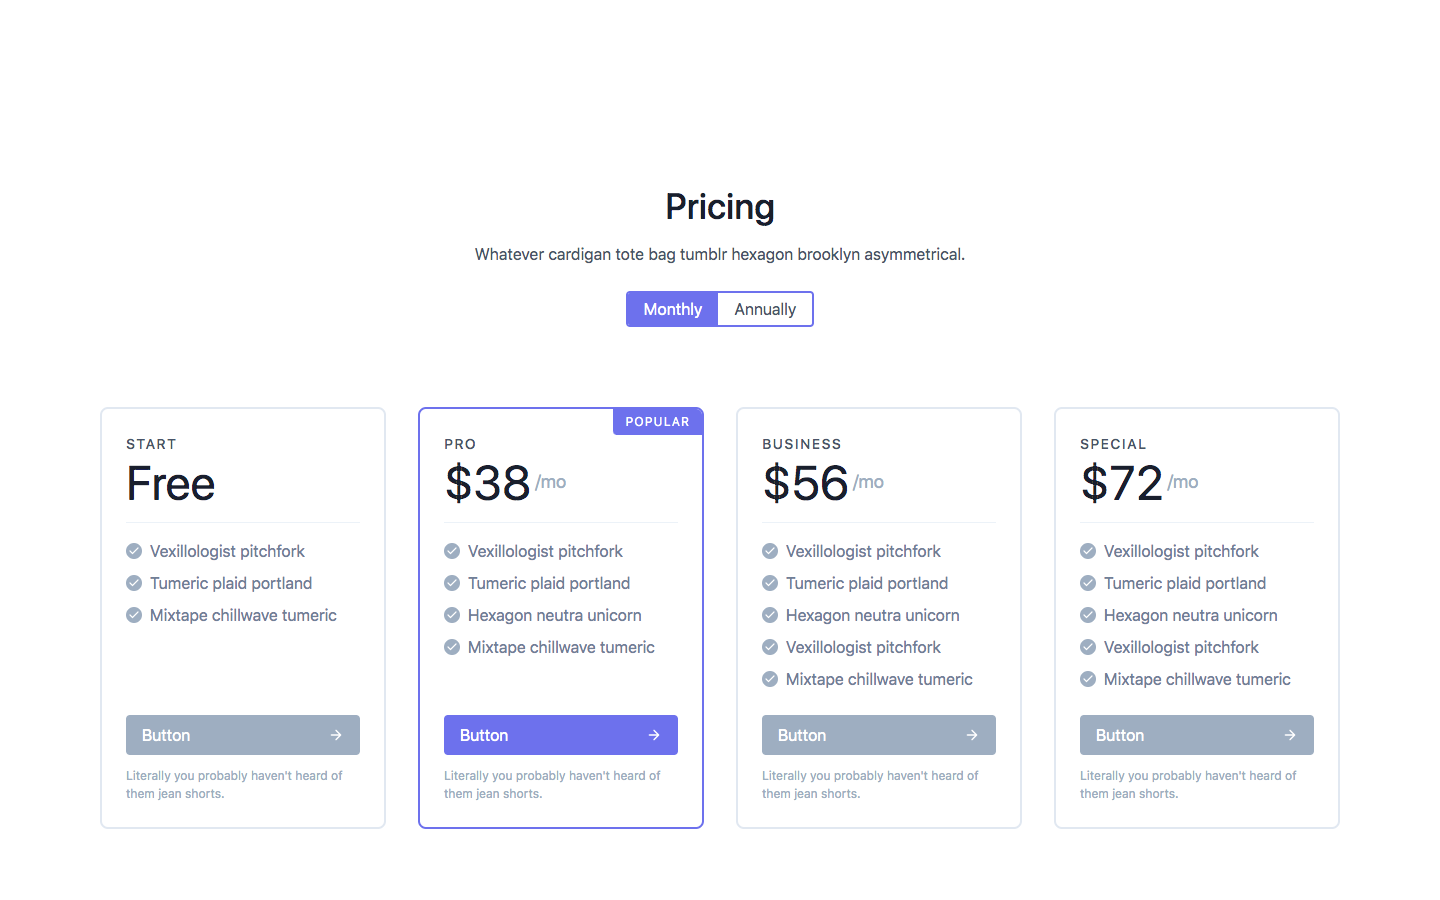 Pricing
Whatever cardigan tote bag tumblr hexagon brooklyn asymmetrical.
Monthly
Annually
START
Free
Vexillologist pitchfork
Tumeric plaid portland
Mixtape chillwave tumeric
Button
Literally you probably haven't heard of
them jean shorts.
POPULAR
PRO
$38 /mo
Vexillologist pitchfork
Tumeric plaid portland
Hexagon neutra unicorn
Mixtape chillwave tumeric
Button
Literally you probably haven't heard of
them jean shorts.
BUSINESS
$56 /mo
Vexillologist pitchfork
Tumeric plaid portland
Hexagon neutra unicorn
Vexillologist pitchfork
Mixtape chillwave tumeric
Button
Literally you probably haven't heard of
them jean shorts.
SPECIAL
$72 /mo
Vexillologist pitchfork
Tumeric plaid portland
Hexagon neutra unicorn
Vexillologist pitchfork
Mixtape chillwave tumeric
Button
Literally you probably haven't heard of
them jean shorts.